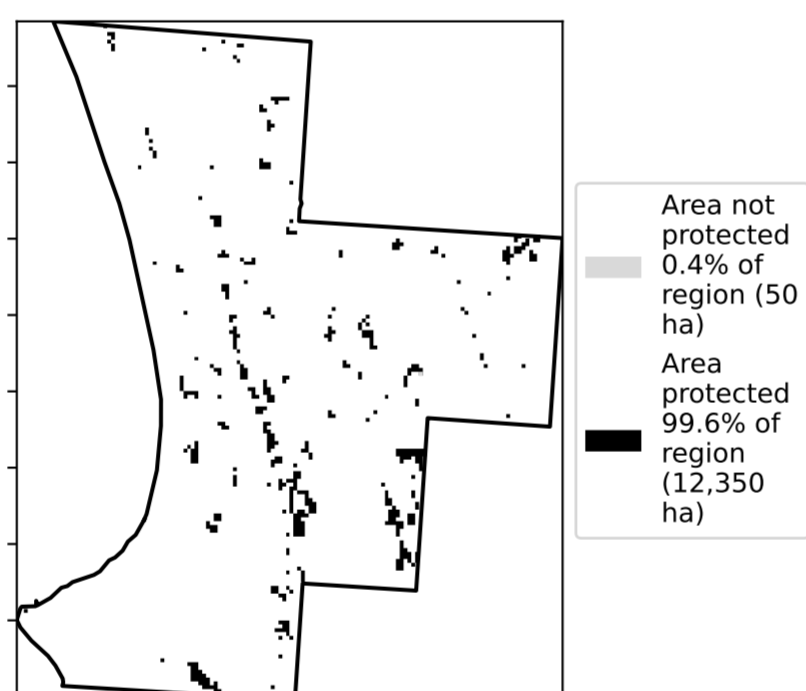 Area not
protected
0.4% of
region (50
ha)
Area
protected
99.6% of
region
(12,350
ha)